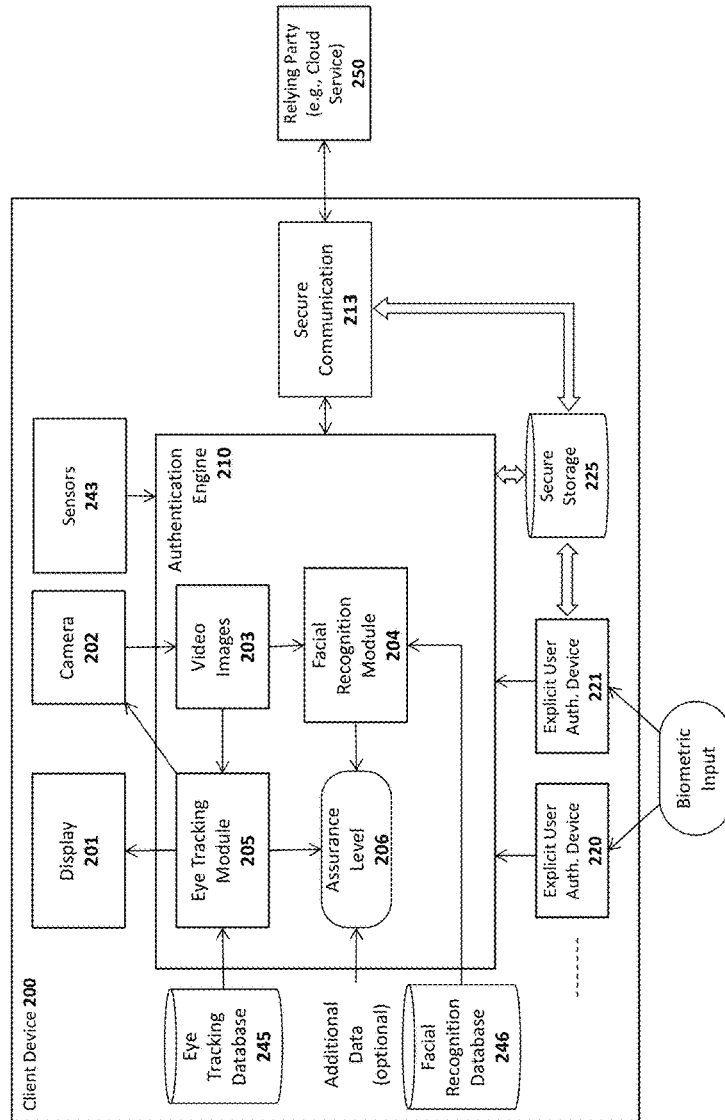 Client Device 200
Display
201
Camera
202
Sensors
243
Eye
Tracking
Database
245
Eye Tracking
Module
205
Video
Images
203
Authentication
Engine
210
Additional
Data
(optional)
Assurance
Level
206
Facial
Recognition
Module
204
Secure
Communication
213
Relying Party
(e.g., Cloud
Service)
250
Facial
Recognition
Database
246
Explicit User
Auth. Device
220
Explicit User
Auth. Device
221
Secure
Storage
225
Biometric
Input